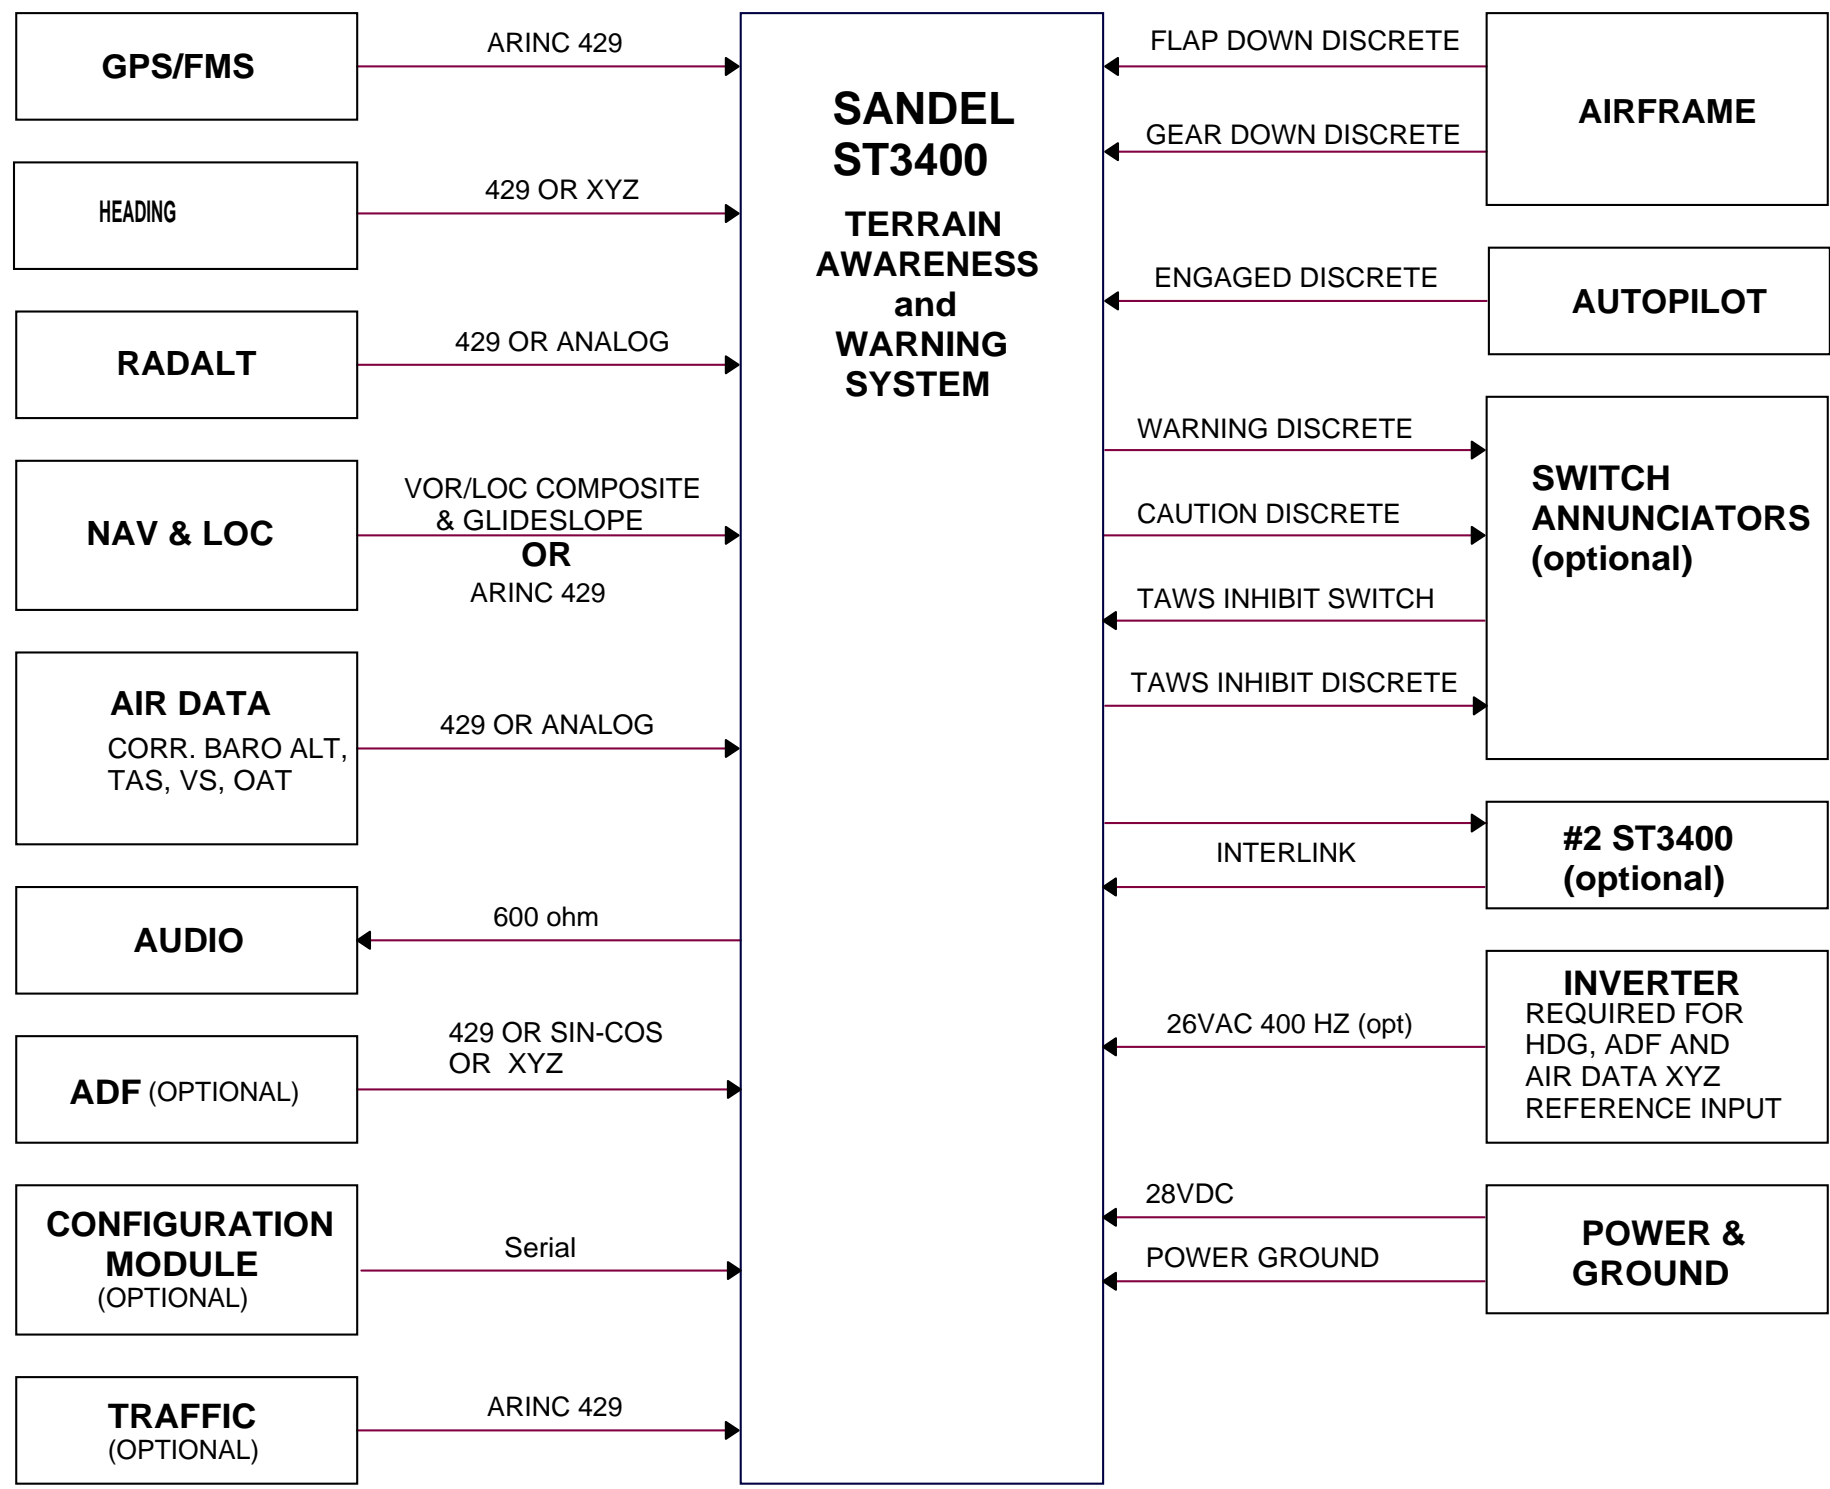 GPS/FMS
ARINC 429
HEADING
429 OR XYZ
RADALT
429 OR ANALOG
NAV & LOC
VOR/LOC COMPOSITE
& GLIDESLOPE
OR
ARINC 429
AIR DATA
CORR. BARO ALT,
TAS, VS, OAT
429 OR ANALOG
AUDIO
600 ohm
ADF (OPTIONAL)
429 OR SIN-COS
OR XYZ
CONFIGURATION
MODULE
(OPTIONAL)
Serial
TRAFFIC
(OPTIONAL)
ARINC 429
SANDEL
ST3400
TERRAIN
AWARENESS
and
WARNING
SYSTEM
FLAP DOWN DISCRETE
GEAR DOWN DISCRETE
AIRFRAME
ENGAGED DISCRETE
AUTOPILOT
WARNING DISCRETE
CAUTION DISCRETE
TAWS INHIBIT SWITCH
TAWS INHIBIT DISCRETE
SWITCH
ANNUNCIATORS
(optional)
INTERLINK
#2 ST3400
(optional)
26VAC 400 HZ (opt)
INVERTER
REQUIRED FOR
HDG, ADF AND
AIR DATA XYZ
REFERENCE INPUT
28VDC
POWER GROUND
POWER &
GROUND